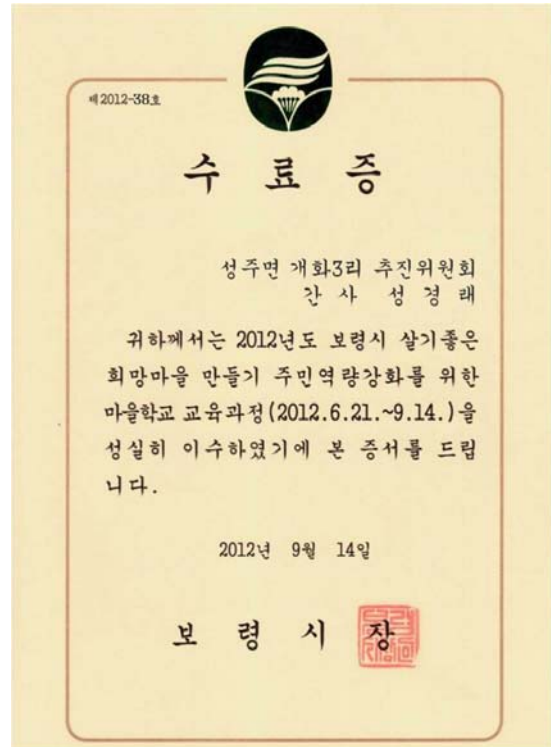 제2012-38호
수 료 증
성주면 개화3리 추진위원회
간 사 성 경 래
귀하께서는 2012년도 보령시 살기좋은
희망마을 만들기 주민역량강화를 위한
마을학교 교육과정(2012.6.21.~9.14.)을
성실히 이수하였기에 본 증서를 드립
니다.
2012년 9월 14일
보 령 시 장